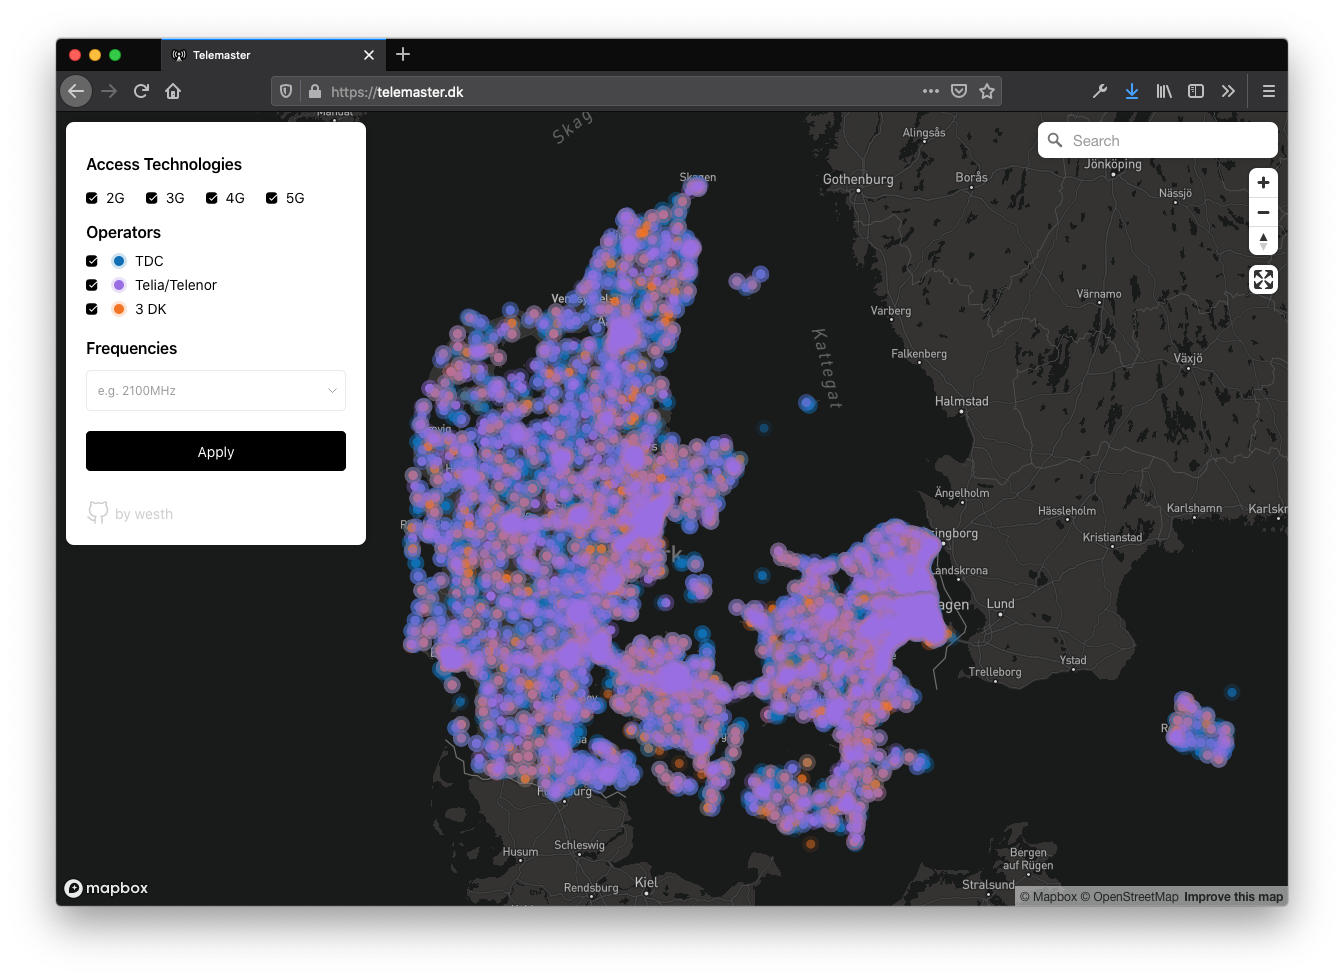 Telemaster
https://telemaster.dk
Access Technologies
2G 3G 4G 5G
Operators
TDC
Telia/Telenor
3 DK
Frequencies
e.g. 2100MHz
Apply
by westh
Search
Skag
Skagen
Alingsås
Gothenburg
Borås
Jönköping
Nässjö
Värnamo
Varberg
Kattegat
Falkenberg
Växjö
Halmstad
Ängelholm
Hässleholm
Karlshamn
Karlskr
ingborg
Kristianstad
andskrona
agen
Lund
Ystad
Trelleborg
Husum
Schleswig
Rendsburg
Kiel
Bergen
auf Rügen
Stralsund
mapbox
© Mapbox © OpenStreetMap Improve this map